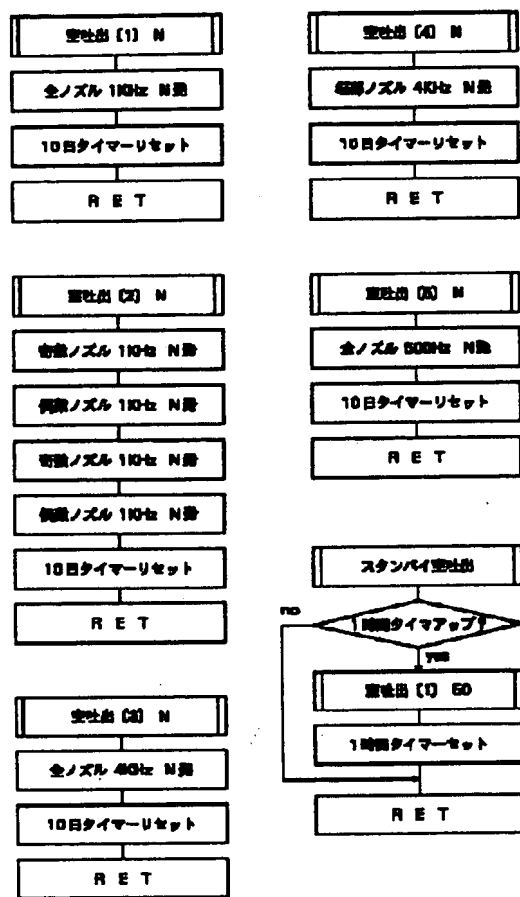 空吐出 [1] N
全ノズル 1KHz N発
10日タイマーリセット
R E T
空吐出 [2] N
奇数ノズル 1KHz N発
偶数ノズル 1KHz N発
奇数ノズル 1KHz N発
偶数ノズル 1KHz N発
10日タイマーリセット
R E T
空吐出 [3] N
全ノズル 4KHz N発
10日タイマーリセット
R E T
空吐出 [4] N
端部ノズル 4KHz N発
10日タイマーリセット
R E T
空吐出 [5] N
全ノズル 500Hz N発
10日タイマーリセット
R E T
スタンバイ空吐出
no
1時間タイマアップ?
yes
空吐出 [1] 50
1時間タイマーセット
R E T